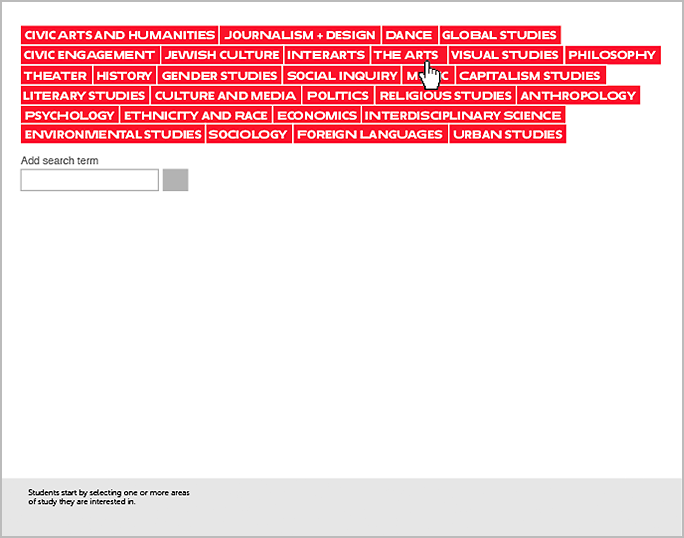 CIVIC ARTS AND HUMANITIES JOURNALISM + DESIGN DANCE GLOBAL STUDIES
CIVIC ENGAGEMENT JEWISH CULTURE INTERARTS THE ARTS VISUAL STUDIES PHILOSOPHY
THEATER HISTORY GENDER STUDIES SOCIAL INQUIRY CAPITALISM STUDIES
LITERARY STUDIES CULTURE AND MEDIA POLITICS RELIGIOUS STUDIES ANTHROPOLOGY
PSYCHOLOGY ETHNICITY AND RACE ECONOMICS INTERDISCIPLINARY SCIENCE
ENVIRONMENTAL STUDIES SOCIOLOGY FOREIGN LANGUAGES URBAN STUDIES
Add search term
Students start by selecting one or more areas
of study they are interested in.